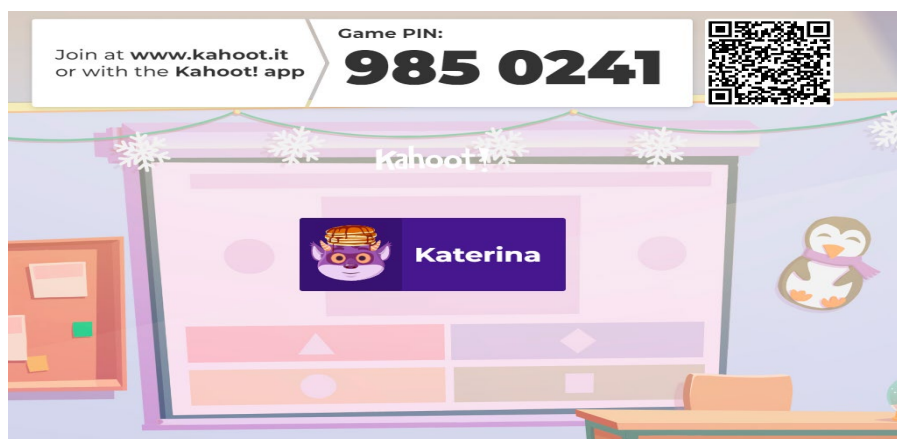 Join at www.kahoot.it
or with the Kahoot! app
Game PIN:
985 0241
Kahoot!
Katerina